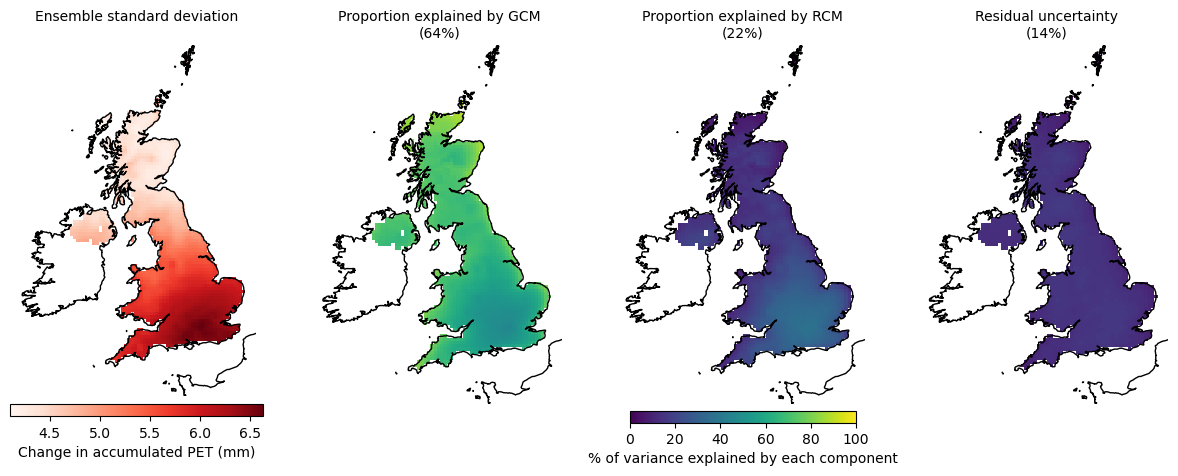 Ensemble standard deviation
Proportion explained by GCM
(64%)
Proportion explained by RCM
(22%)
Residual uncertainty
(14%)
4.5 5.0 5.5 6.0 6.5
Change in accumulated PET (mm)
0 20 40 60 80 100
% of variance explained by each component